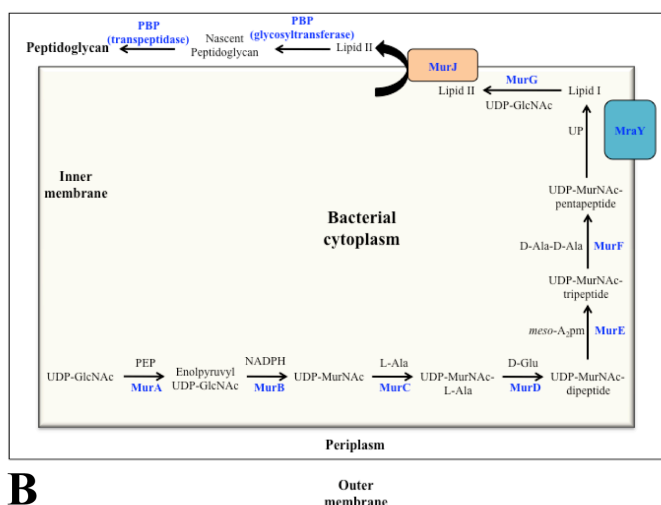 PBP
(transpeptidase)
PBP
(glycosyltransferase)
Peptidoglycan
Nascent
Peptidoglycan
Lipid II
MurJ
Lipid II
MurG
UDP-GlcNAc
Lipid I
MraY
UP
Inner
membrane
Bacterial
cytoplasm
UDP-MurNAc-
pentapeptide
D-Ala-D-Ala
MurF
UDP-MurNAc-
tripeptide
meso-A₂pm
MurE
UDP-GlcNAc
PEP
MurA
Enolpyruvyl
UDP-GlcNAc
NADPH
MurB
UDP-MurNAc
L-Ala
MurC
UDP-MurNAc-
L-Ala
D-Glu
MurD
UDP-MurNAc-
dipeptide
Periplasm
B
Outer
membrane